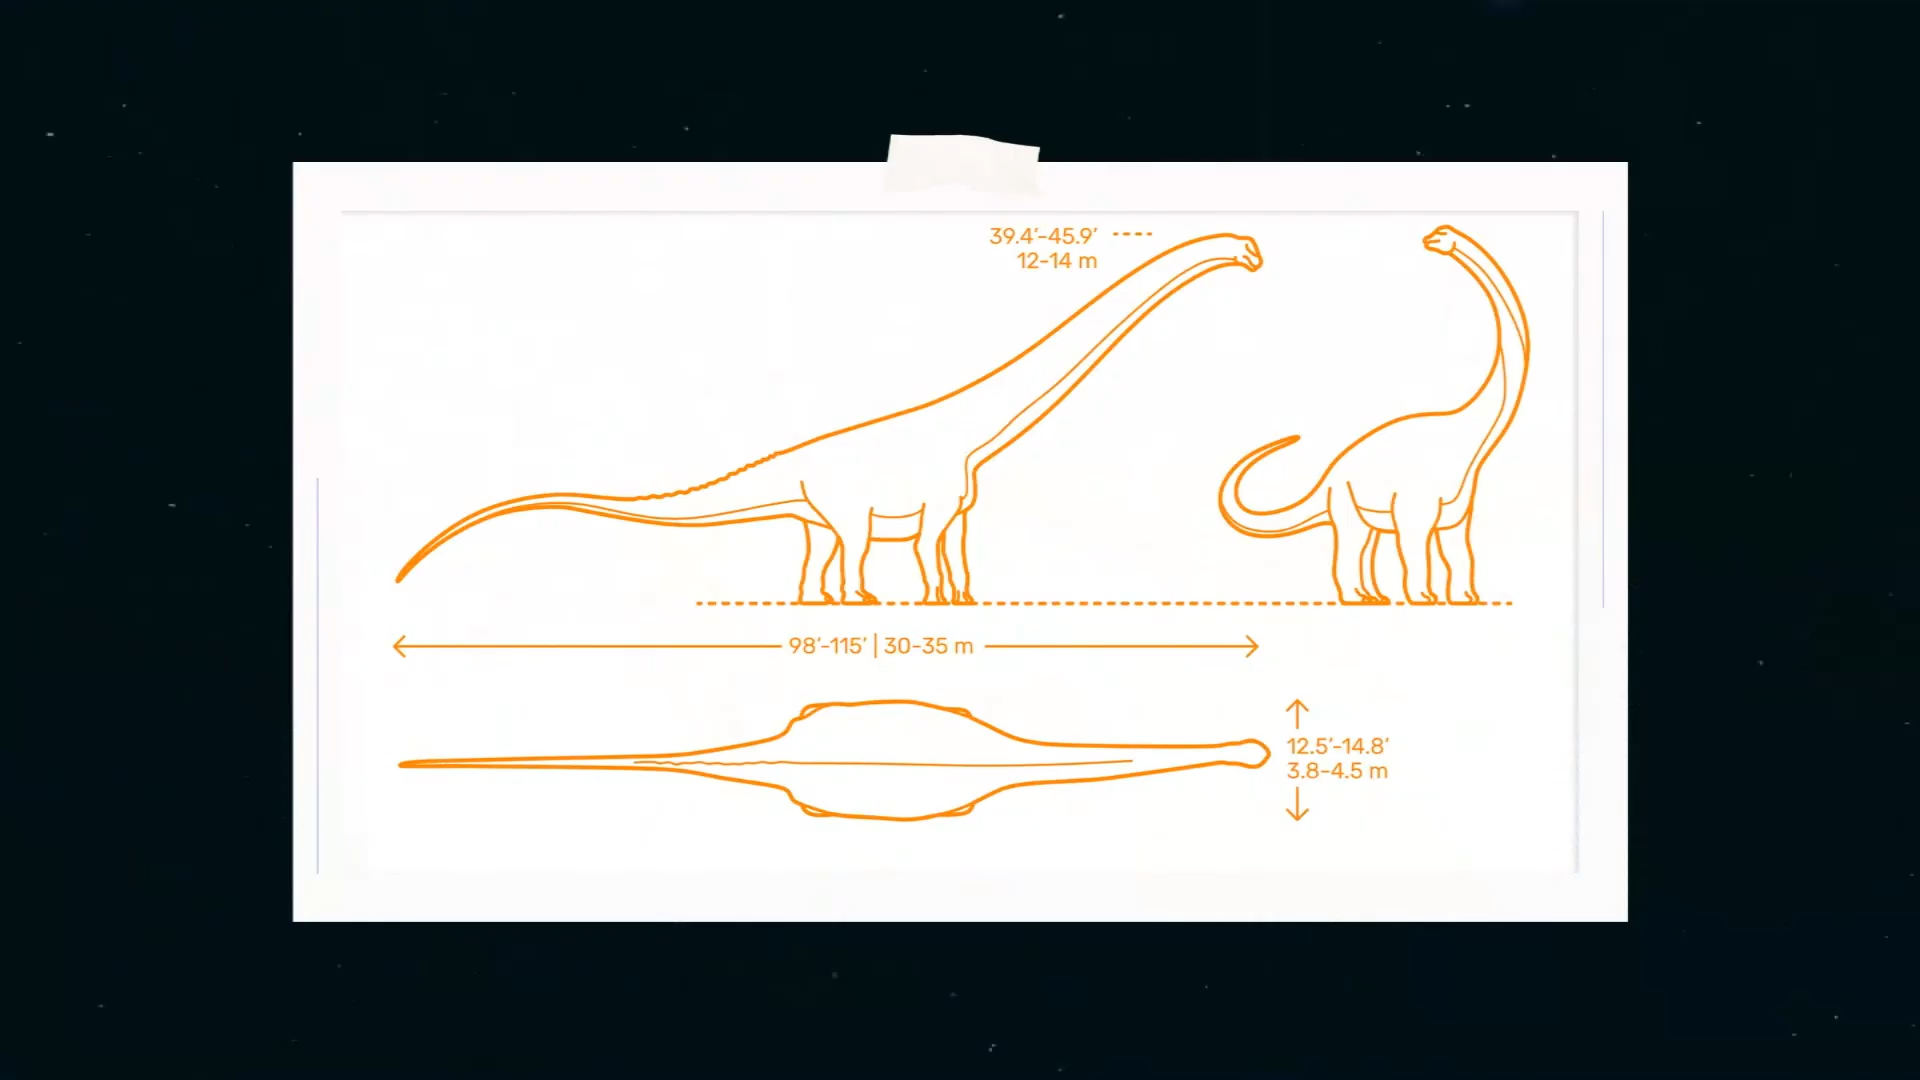 39.4′-45.9′
12-14 m
98′-115′ | 30-35 m
12.5′-14.8′
3.8-4.5 m